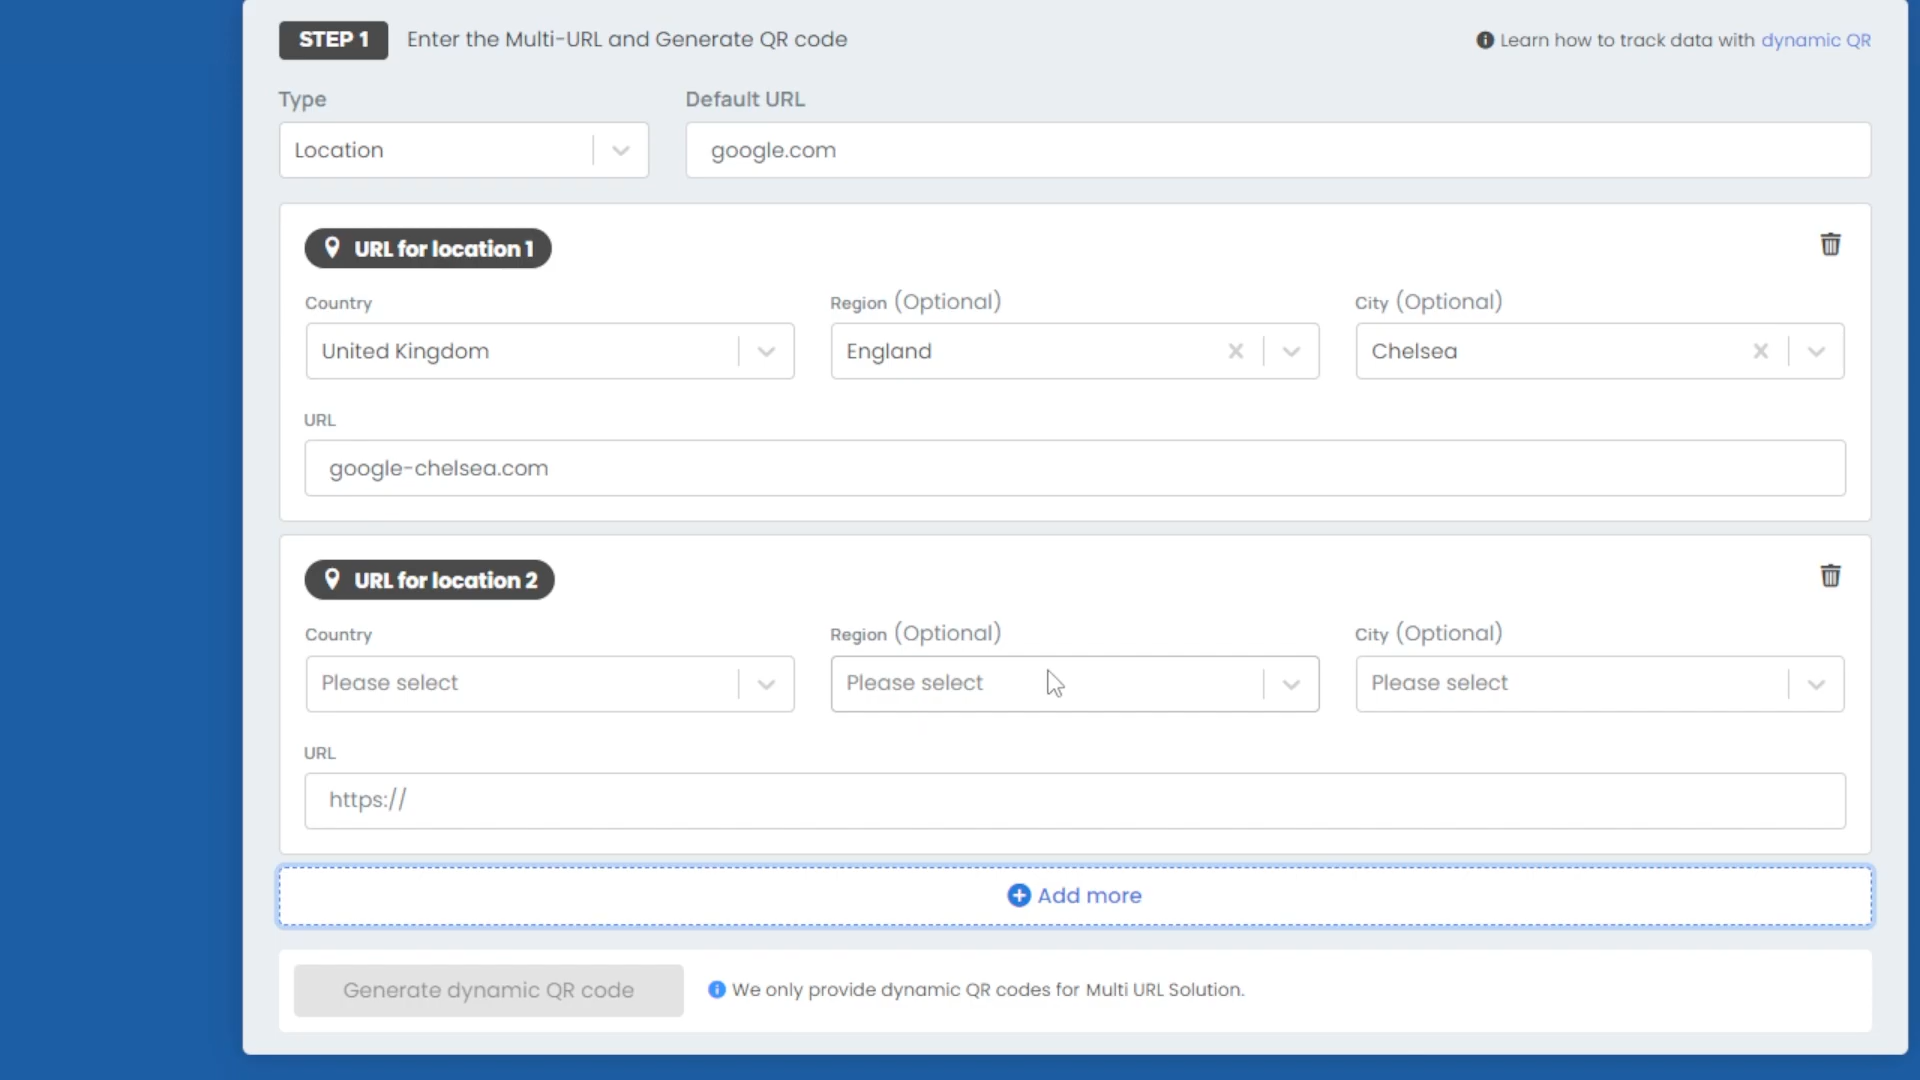 STEP 1 Enter the Multi-URL and Generate QR code
Learn how to track data with dynamic QR
Type
Default URL
Location
google.com
URL for location 1
Country
Region (Optional)
City (Optional)
United Kingdom
England
Chelsea
URL
google-chelsea.com
URL for location 2
Country
Region (Optional)
City (Optional)
Please select
Please select
Please select
URL
https://
Add more
Generate dynamic QR code
We only provide dynamic QR codes for Multi URL Solution.